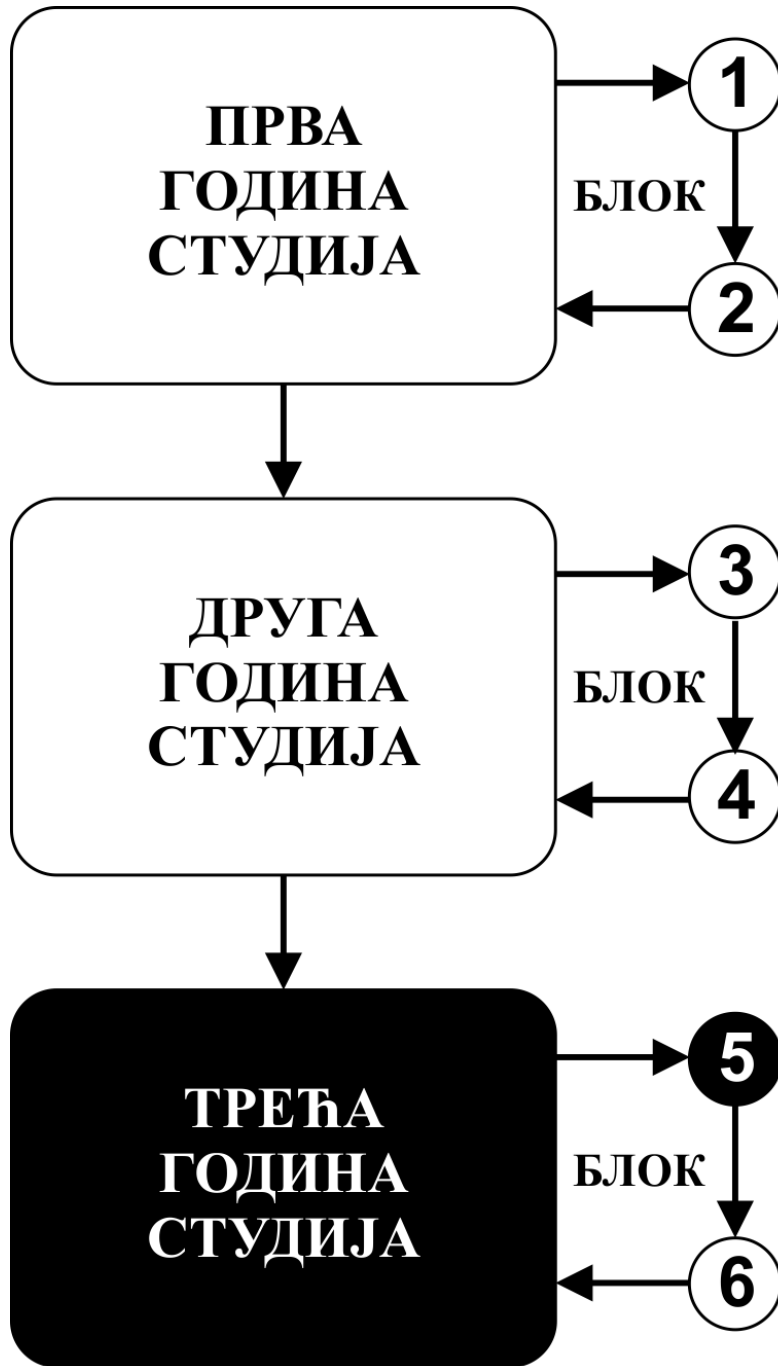 ПРВА
ГОДИНА
СТУДИЈА
1
БЛОК
2
ДРУГА
ГОДИНА
СТУДИЈА
3
БЛОК
4
ТРЕЋА
ГОДИНА
СТУДИЈА
5
БЛОК
6